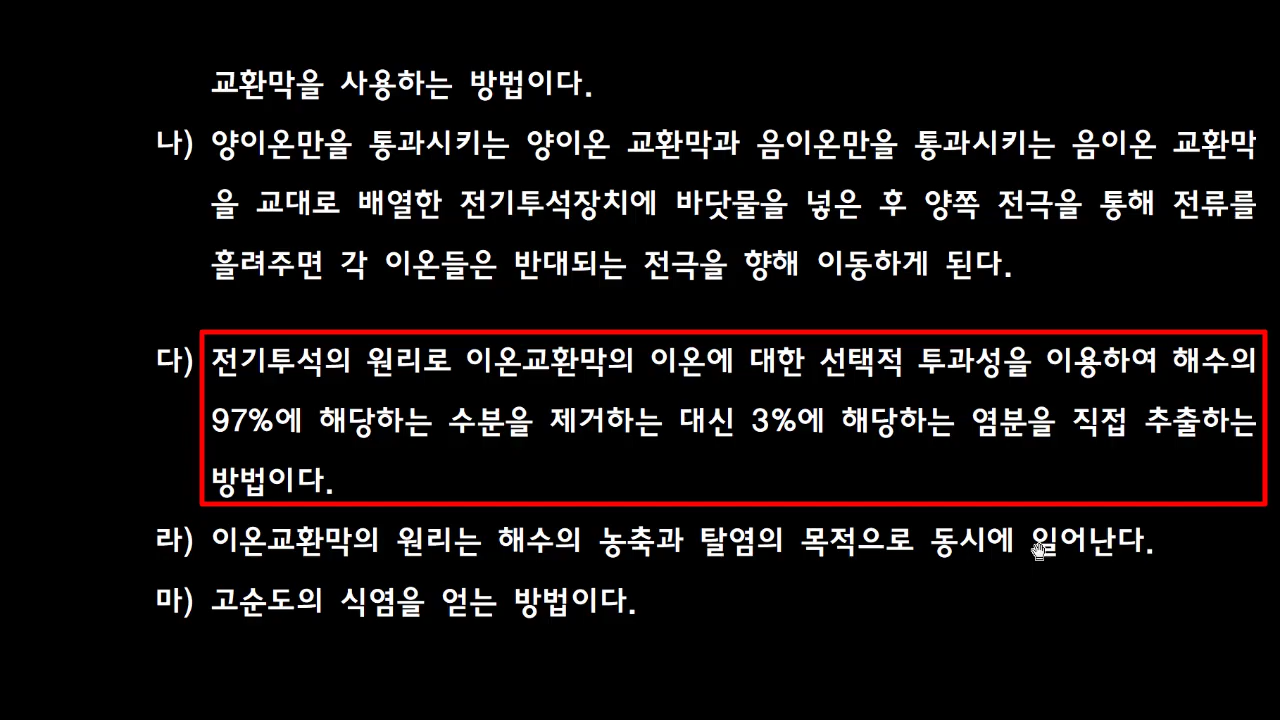 교환막을 사용하는 방법이다.
나) 양이온만을 통과시키는 양이온 교환막과 음이온만을 통과시키는 음이온 교환막
을 교대로 배열한 전기투석장치에 바닷물을 넣은 후 양쪽 전극을 통해 전류를
흘려주면 각 이온들은 반대되는 전극을 향해 이동하게 된다.
다) 전기투석의 원리로 이온교환막의 이온에 대한 선택적 투과성을 이용하여 해수의
97%에 해당하는 수분을 제거하는 대신 3%에 해당하는 염분을 직접 추출하는
방법이다.
라) 이온교환막의 원리는 해수의 농축과 탈염의 목적으로 동시에 일어난다.
마) 고순도의 식염을 얻는 방법이다.